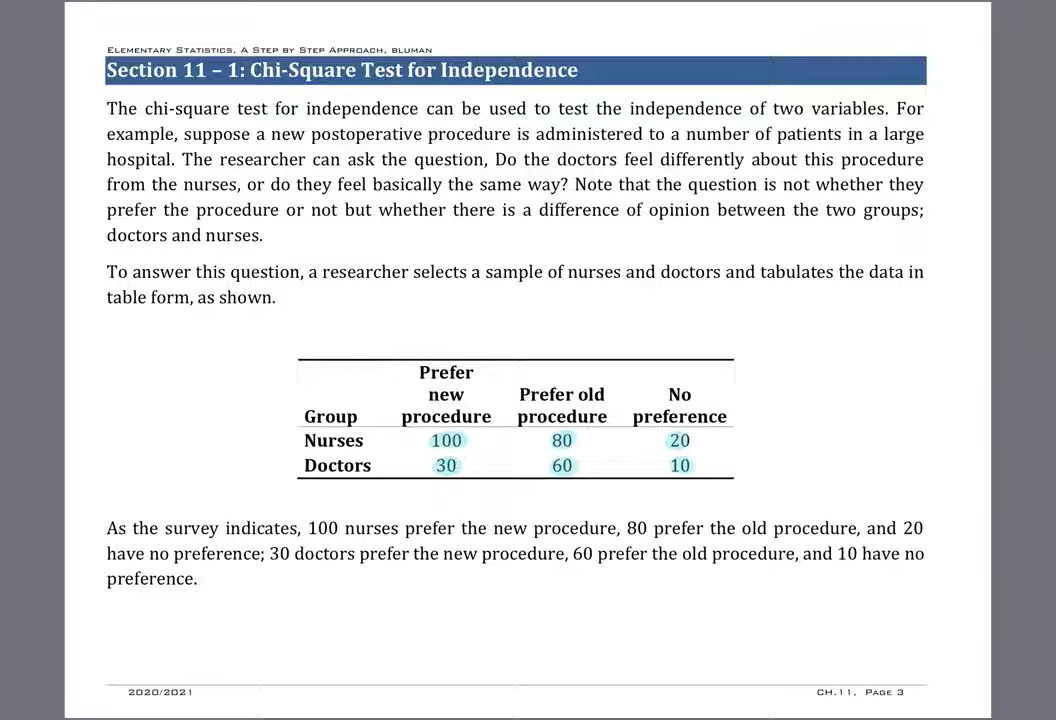 ELEMENTARY STATISTICS, A STEP BY STEP APPROACH, BLUMAN
Section 11 – 1: Chi-Square Test for Independence
The chi-square test for independence can be used to test the independence of two variables. For
example, suppose a new postoperative procedure is administered to a number of patients in a large
hospital. The researcher can ask the question, Do the doctors feel differently about this procedure
from the nurses, or do they feel basically the same way? Note that the question is not whether they
prefer the procedure or not but whether there is a difference of opinion between the two groups;
doctors and nurses.
To answer this question, a researcher selects a sample of nurses and doctors and tabulates the data in
table form, as shown.
Prefer
new Prefer old No
Group procedure procedure preference
Nurses 100 80 20
Doctors 30 60 10
As the survey indicates, 100 nurses prefer the new procedure, 80 prefer the old procedure, and 20
have no preference; 30 doctors prefer the new procedure, 60 prefer the old procedure, and 10 have no
preference.
2020/2021 CH.11, PAGE 3